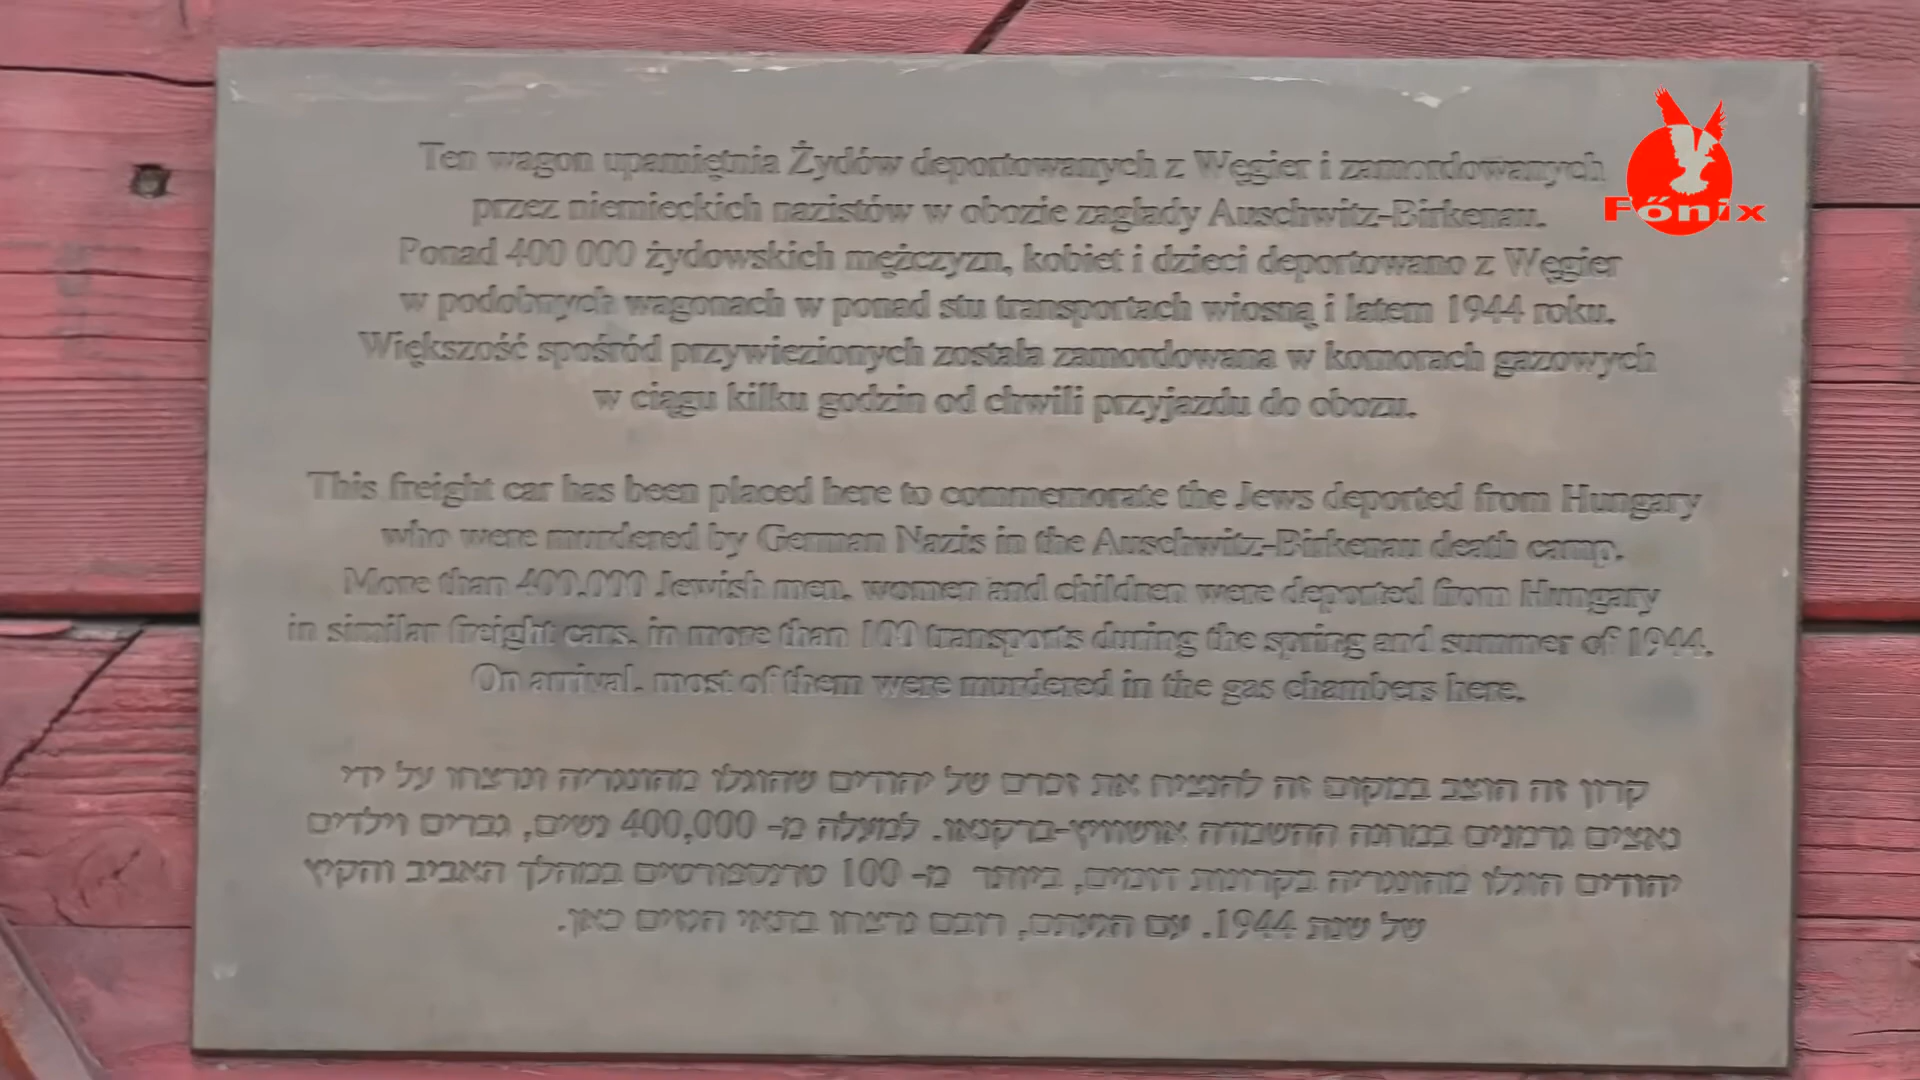 Ten wagon upamiętnia Żydów deportowanych z Węgier i zamordowanych
przez niemieckich nazistów w obozie zagłady Auschwitz-Birkenau.
Ponad 400 000 żydowskich mężczyzn, kobiet i dzieci deportowano z Węgier
w podobnych wagonach w ponad stu transportach wiosną i latem 1944 roku.
Większość spośród przywiezionych została zamordowana w komorach gazowych
w ciągu kilku godzin od chwili przyjazdu do obozu.
This freight car has been placed here to commemorate the Jews deported from Hungary
who were murdered by German Nazis in the Auschwitz-Birkenau death camp.
More than 400,000 Jewish men, women and children were deported from Hungary
in similar freight cars, in more than 100 transports during the spring and summer of 1944.
On arrival, most of them were murdered in the gas chambers here.
קרון זה הוצב במקום זה להנציח את זכרם של יהודים שהוגלו מהונגריה ונרצחו על ידי
נאצים גרמנים במחנה ההשמדה אושוויץ-ברקנאו. למעלה מ- 400,000 נשים, גברים וילדים
יהודים הוגלו מהונגריה בקרונות דומים, ביותר מ- 100 טרנספורטים במהלך האביב והקיץ
של שנת 1944. עם הגעתם, רובם נרצחו בתאי הגזים כאן.
Főnix